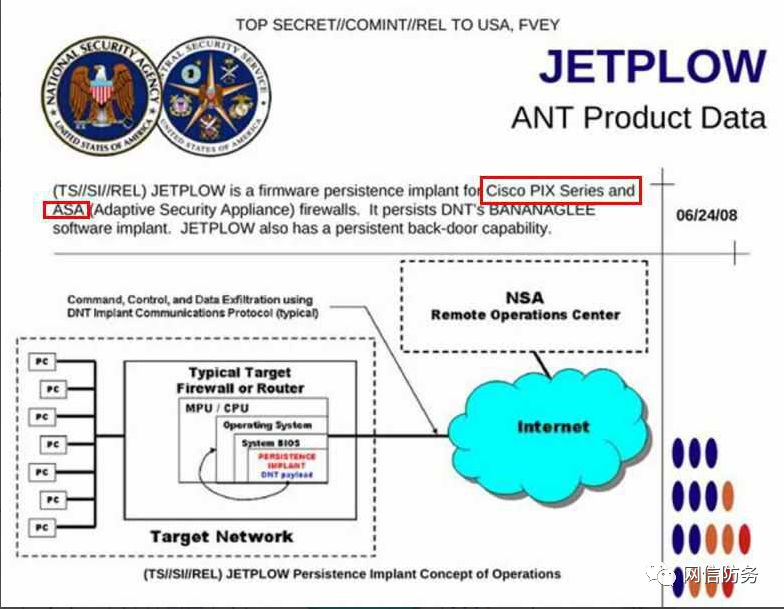 TOP SECRET//COMINT//REL TO USA, FVEY
NATIONAL SECURITY AGENCY
UNITED STATES OF AMERICA
CENTRAL SECURITY SERVICE
UNITED STATES OF AMERICA
JETPLOW
ANT Product Data
(TS//SI//REL) JETPLOW is a firmware persistence implant for Cisco PIX Series and
ASA (Adaptive Security Appliance) firewalls. It persists DNT's BANANAGLEE
software implant. JETPLOW also has a persistent back-door capability.
06/24/08
Command, Control, and Data Exfiltration using
DNT Implant Communications Protocol (typical)
NSA
Remote Operations Center
Typical Target
Firewall or Router
MPU / CPU
Operating System
System BIOS
PERSISTENCE
IMPLANT
DNT payload
PC
PC
PC
PC
PC
PC
PC
Internet
Target Network
(TS//SI//REL) JETPLOW Persistence Implant Concept of Operations
网信防务